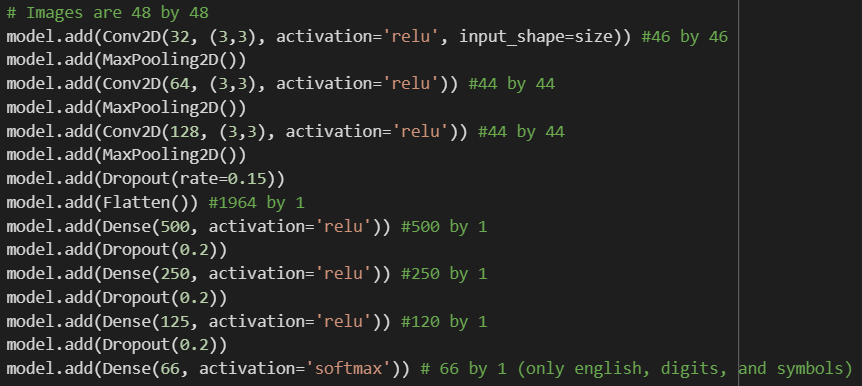 # Images are 48 by 48
model.add(Conv2D(32, (3,3), activation='relu', input_shape=size)) #46 by 46
model.add(MaxPooling2D())
model.add(Conv2D(64, (3,3), activation='relu')) #44 by 44
model.add(MaxPooling2D())
model.add(Conv2D(128, (3,3), activation='relu')) #44 by 44
model.add(MaxPooling2D())
model.add(Dropout(rate=0.15))
model.add(Flatten()) #1964 by 1
model.add(Dense(500, activation='relu')) #500 by 1
model.add(Dropout(0.2))
model.add(Dense(250, activation='relu')) #250 by 1
model.add(Dropout(0.2))
model.add(Dense(125, activation='relu')) #120 by 1
model.add(Dropout(0.2))
model.add(Dense(66, activation='softmax')) # 66 by 1 (only english, digits, and symbols)